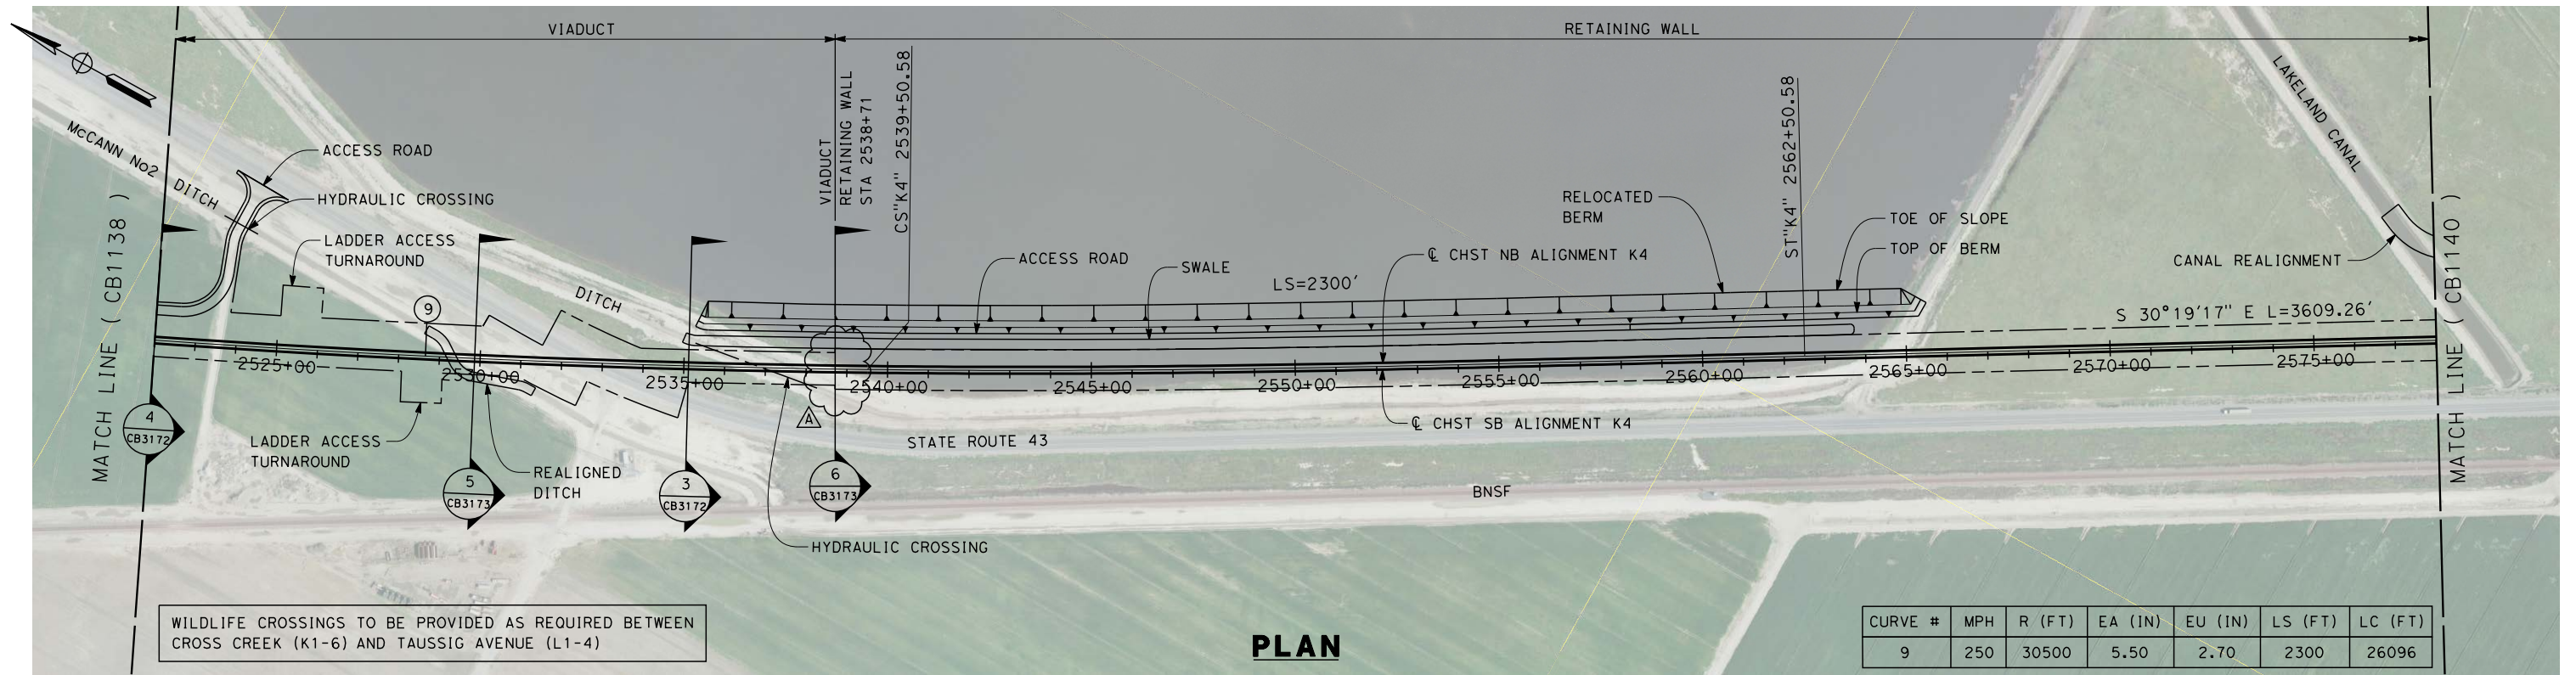 VIADUCT
RETAINING WALL
McCANN No2 DITCH
ACCESS ROAD
HYDRAULIC CROSSING
LADDER ACCESS
TURNAROUND
MATCH LINE ( CB1138 )
9
DITCH
VIADUCT
RETAINING WALL
STA 2538+71
CS"K4" 2539+50.58
ACCESS ROAD
SWALE
LS=2300'
℄ CHST NB ALIGNMENT K4
RELOCATED
BERM
ST"K4" 2562+50.58
TOE OF SLOPE
TOP OF BERM
LAKELAND CANAL
CANAL REALIGNMENT
S 30°19'17" E L=3609.26'
MATCH LINE ( CB1140 )
2525+00
2530+00
2535+00
2540+00
2545+00
2550+00
2555+00
2560+00
2565+00
2570+00
2575+00
4
CB3172
LADDER ACCESS
TURNAROUND
5
CB3173
REALIGNED
DITCH
3
CB3172
A
6
CB3173
STATE ROUTE 43
℄ CHST SB ALIGNMENT K4
BNSF
HYDRAULIC CROSSING
WILDLIFE CROSSINGS TO BE PROVIDED AS REQUIRED BETWEEN
CROSS CREEK (K1-6) AND TAUSSIG AVENUE (L1-4)
PLAN
CURVE # MPH R (FT) EA (IN) EU (IN) LS (FT) LC (FT)
9 250 30500 5.50 2.70 2300 26096